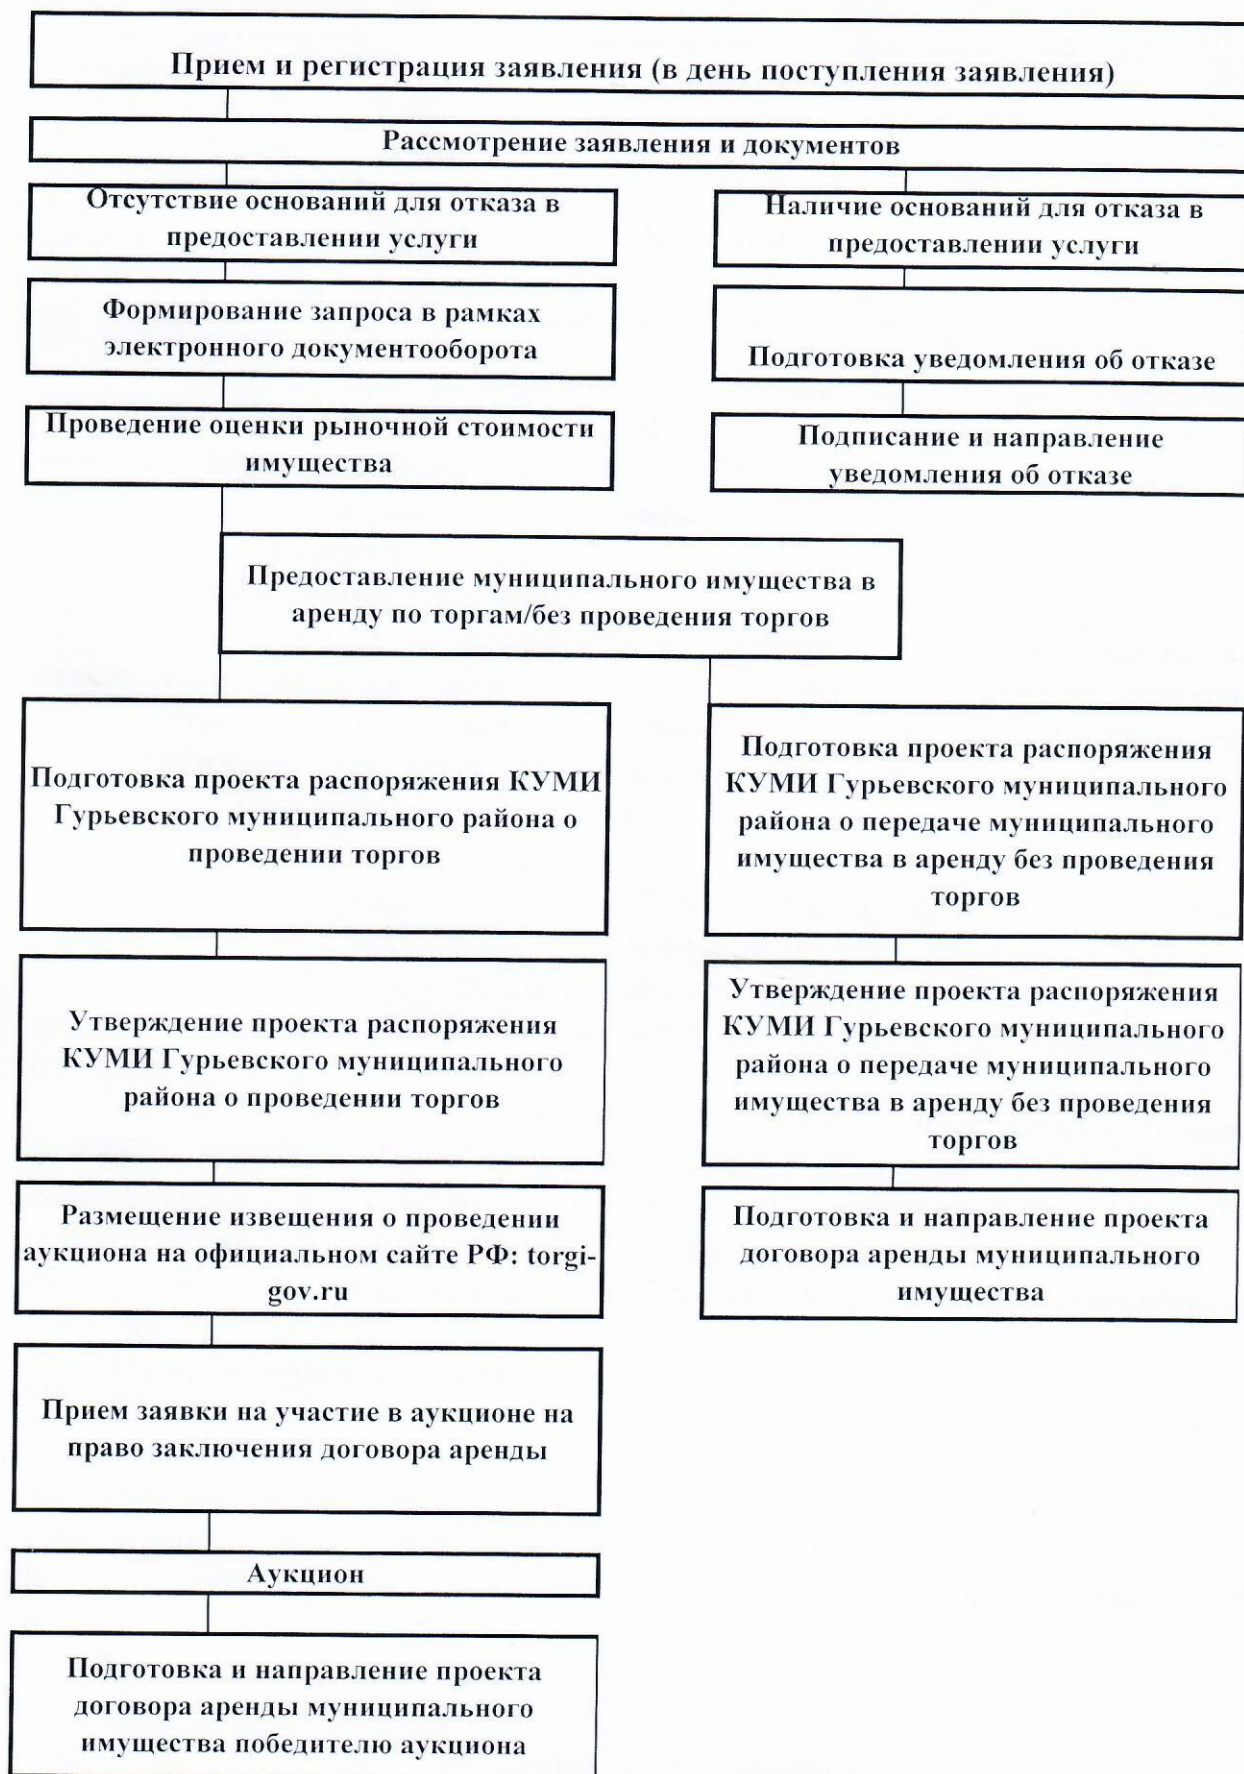 Прием и регистрация заявления (в день поступления заявления)
Рассмотрение заявления и документов
Отсутствие оснований для отказа в
предоставлении услуги
Наличие оснований для отказа в
предоставлении услуги
Формирование запроса в рамках
электронного документооборота
Подготовка уведомления об отказе
Проведение оценки рыночной стоимости
имущества
Подписание и направление
уведомления об отказе
Предоставление муниципального имущества в
аренду по торгам/без проведения торгов
Подготовка проекта распоряжения КУМИ
Гурьевского муниципального района о
проведении торгов
Подготовка проекта распоряжения
КУМИ Гурьевского муниципального
района о передаче муниципального
имущества в аренду без проведения
торгов
Утверждение проекта распоряжения
КУМИ Гурьевского муниципального
района о проведении торгов
Утверждение проекта распоряжения
КУМИ Гурьевского муниципального
района о передаче муниципального
имущества в аренду без проведения
торгов
Размещение извещения о проведении
аукциона на официальном сайте РФ: torgi-
gov.ru
Подготовка и направление проекта
договора аренды муниципального
имущества
Прием заявки на участие в аукционе на
право заключения договора аренды
Аукцион
Подготовка и направление проекта
договора аренды муниципального
имущества победителю аукциона